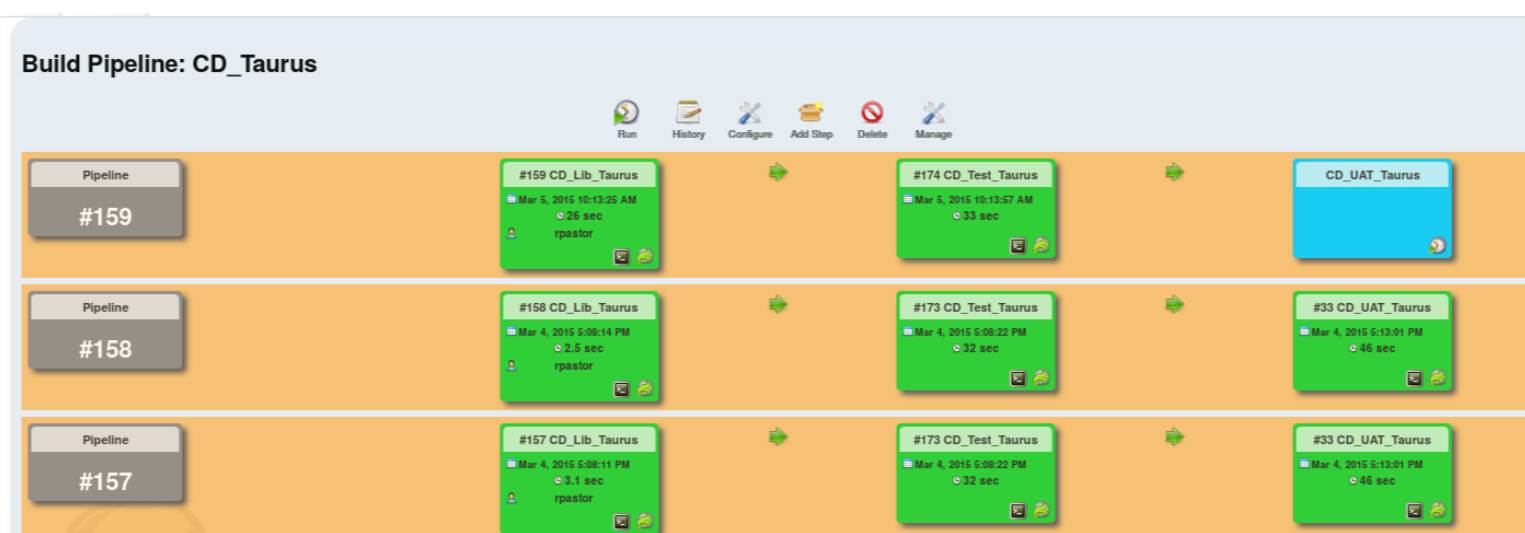 Build Pipeline: CD_Taurus
Run History Configure Add Step Delete Manage
Pipeline
#159
#159 CD_Lib_Taurus
Mar 5, 2015 10:13:25 AM
26 sec
rpastor
#174 CD_Test_Taurus
Mar 5, 2015 10:13:57 AM
33 sec
CD_UAT_Taurus
Pipeline
#158
#158 CD_Lib_Taurus
Mar 4, 2015 5:08:14 PM
2.5 sec
rpastor
#173 CD_Test_Taurus
Mar 4, 2015 5:08:22 PM
32 sec
#33 CD_UAT_Taurus
Mar 4, 2015 5:13:01 PM
46 sec
Pipeline
#157
#157 CD_Lib_Taurus
Mar 4, 2015 5:08:11 PM
3.1 sec
rpastor
#173 CD_Test_Taurus
Mar 4, 2015 5:08:22 PM
32 sec
#33 CD_UAT_Taurus
Mar 4, 2015 5:13:01 PM
46 sec